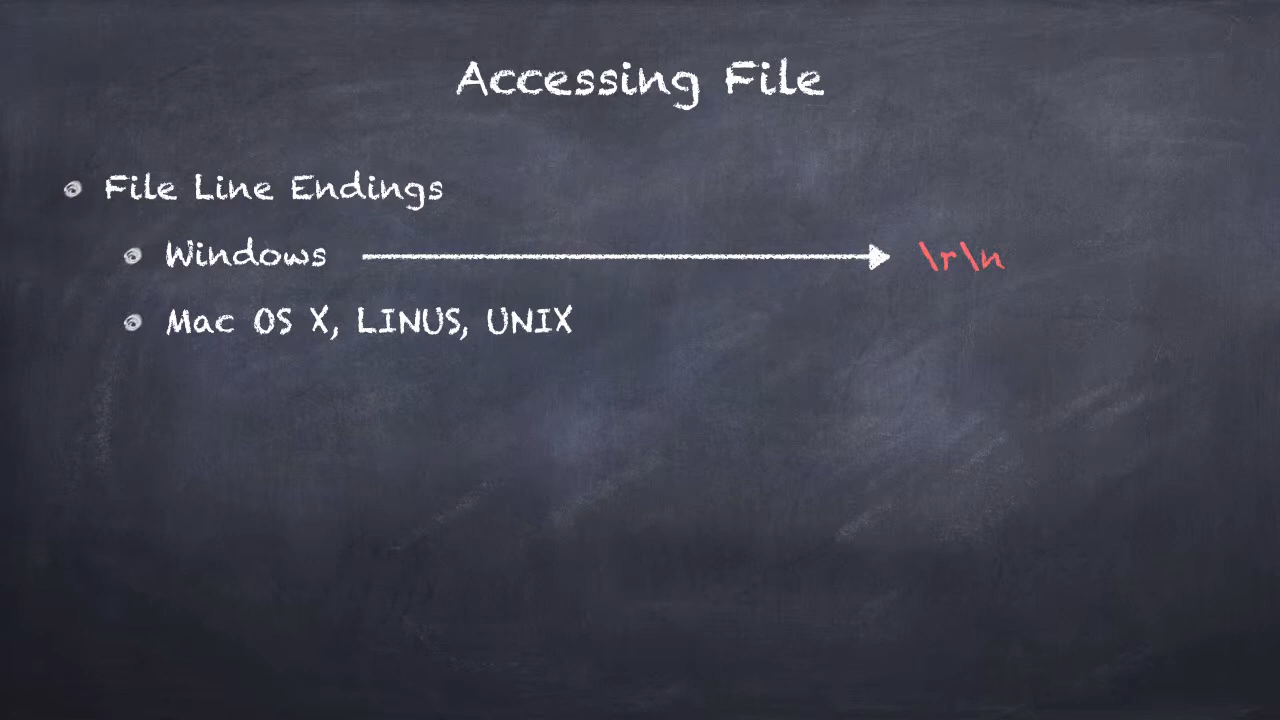 Accessing File
File Line Endings
Windows \r\n
Mac OS X, LINUS, UNIX